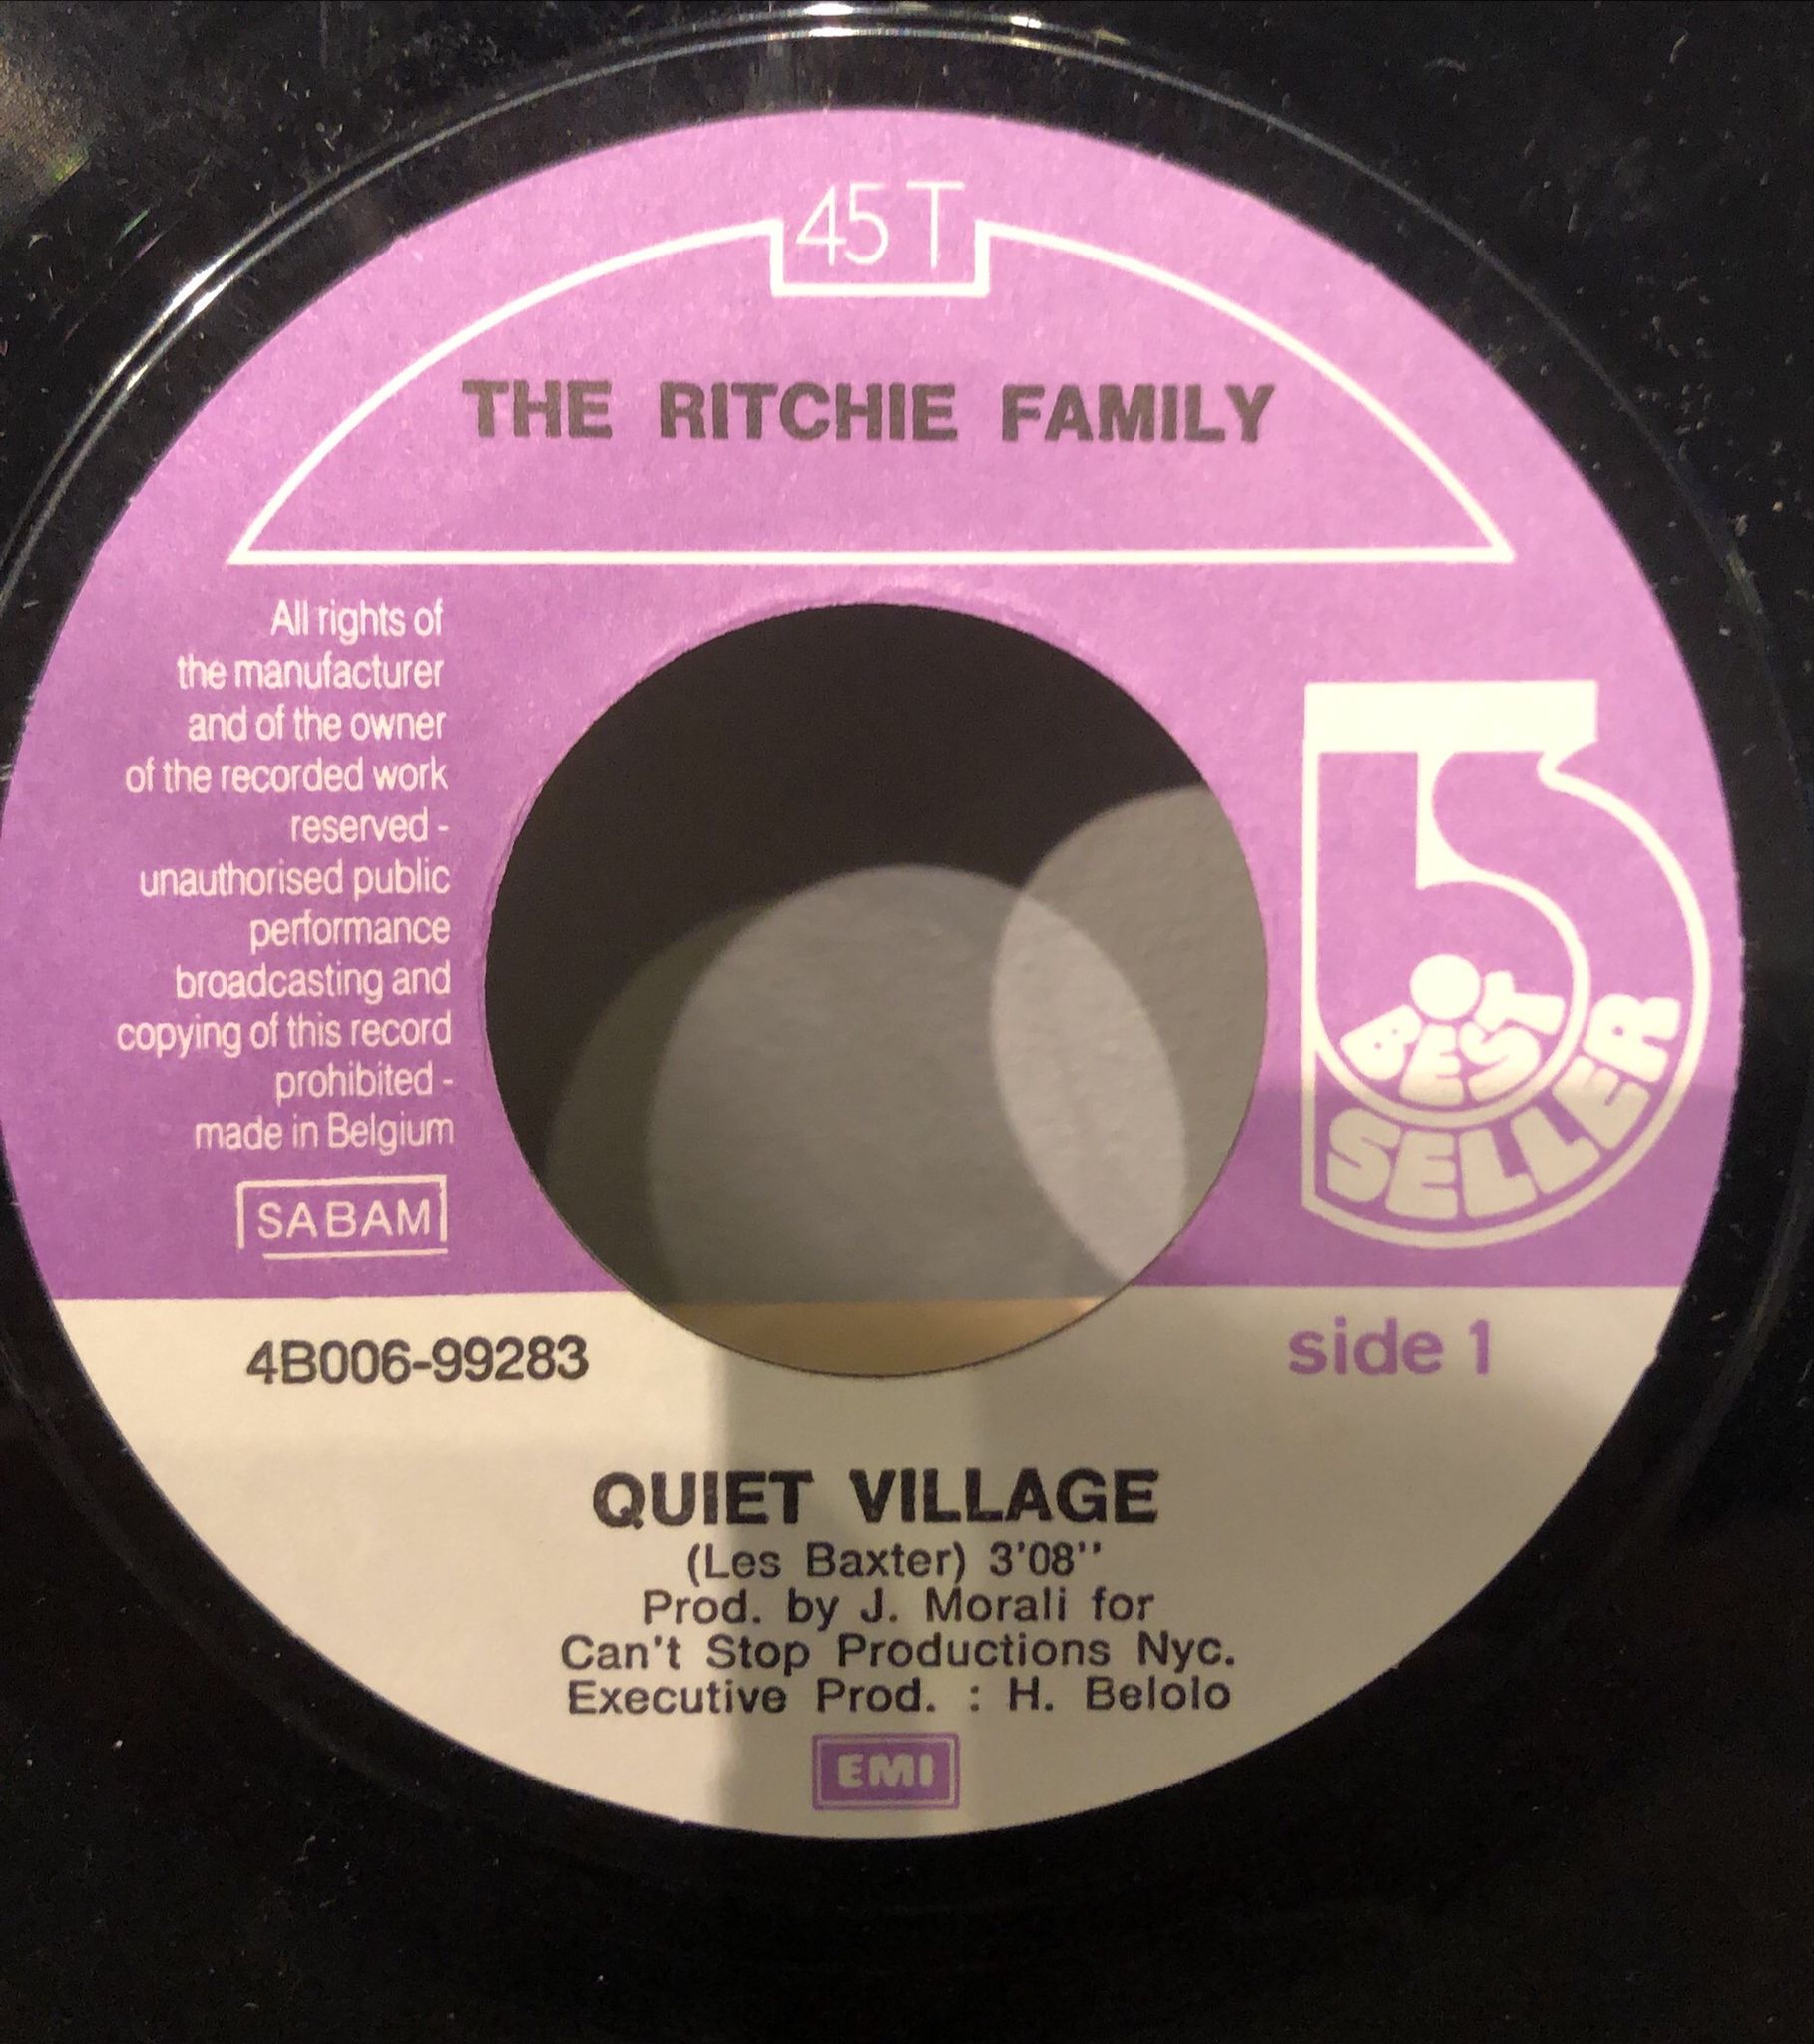 45 T
THE RITCHIE FAMILY
All rights of
the manufacturer
and of the owner
of the recorded work
reserved -
unauthorised public
performance
broadcasting and
copying of this record
prohibited -
made in Belgium
SABAM
BEST
SELLER
4B006-99283
side 1
QUIET VILLAGE
(Les Baxter) 3'08''
Prod. by J. Morali for
Can't Stop Productions Nyc.
Executive Prod. : H. Belolo
EMI